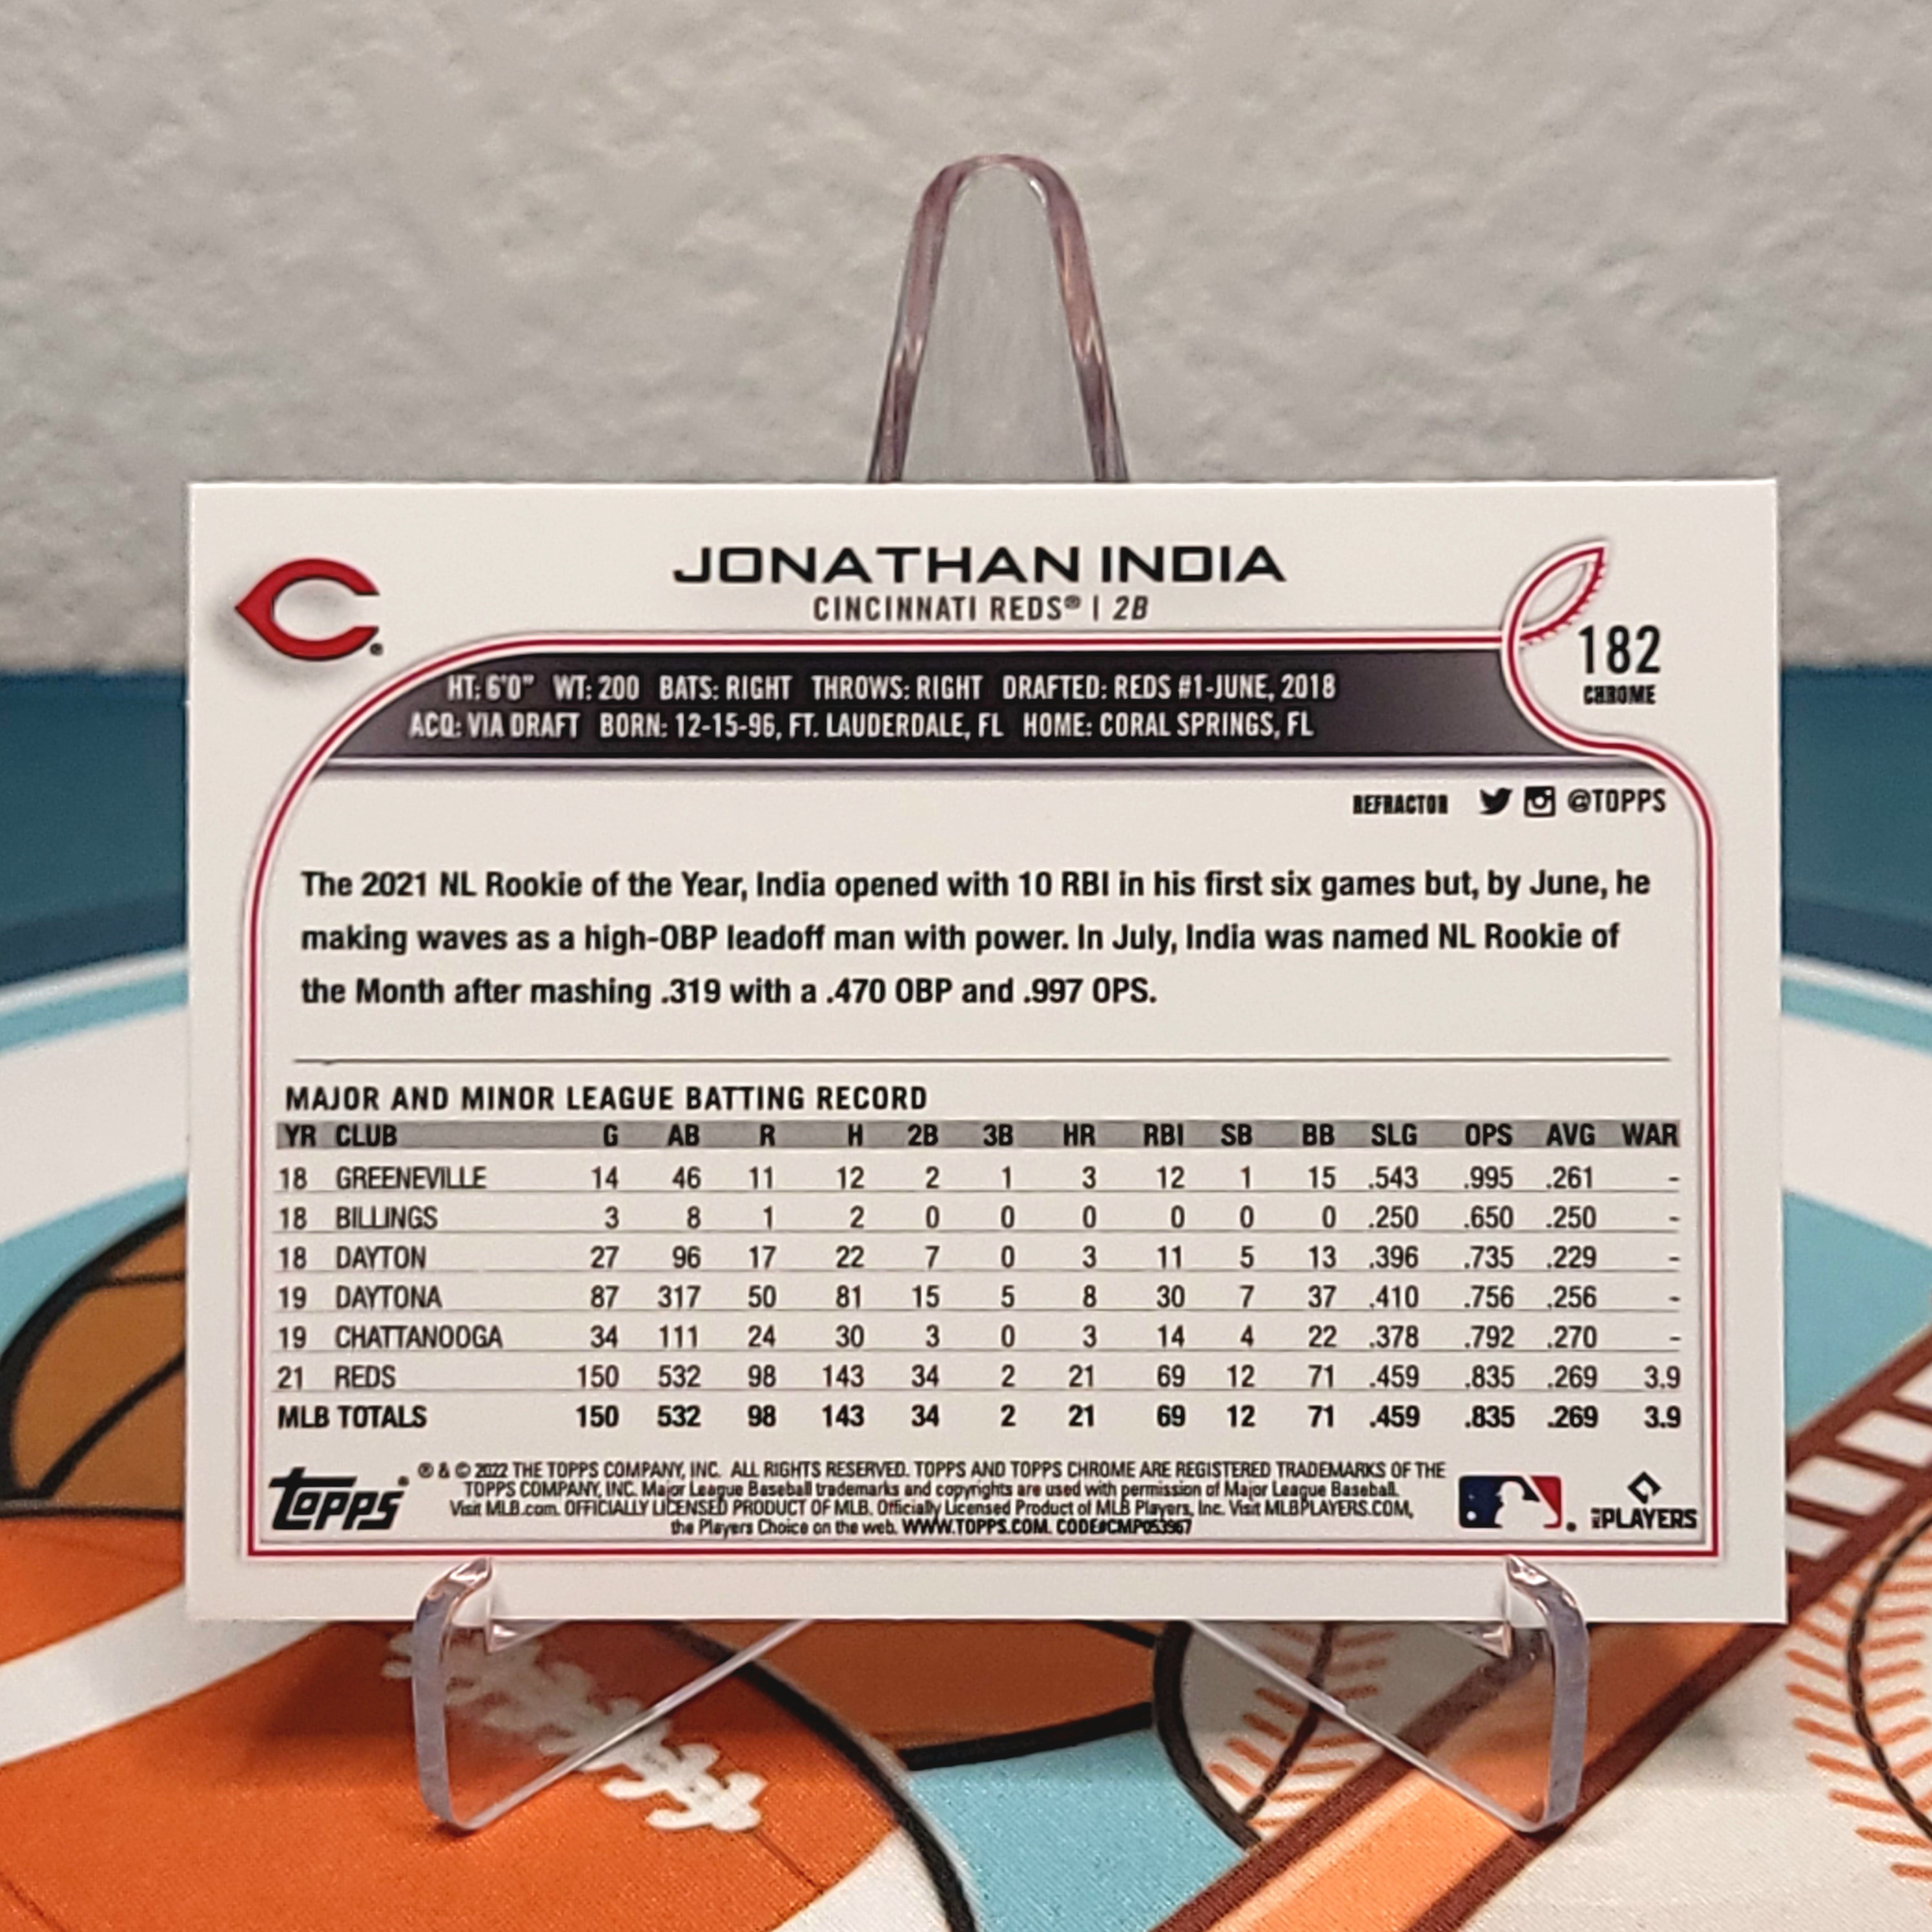 JONATHAN INDIA
CINCINNATI REDS® | 2B
182
CHROME
HT: 6'0" WT: 200 BATS: RIGHT THROWS: RIGHT DRAFTED: REDS #1-JUNE, 2018
ACQ: VIA DRAFT BORN: 12-15-96, FT. LAUDERDALE, FL HOME: CORAL SPRINGS, FL
REFRACTOR @TOPPS
The 2021 NL Rookie of the Year, India opened with 10 RBI in his first six games but, by June, he
making waves as a high-OBP leadoff man with power. In July, India was named NL Rookie of
the Month after mashing .319 with a .470 OBP and .997 OPS.
MAJOR AND MINOR LEAGUE BATTING RECORD
YR CLUB G AB R H 2B 3B HR RBI SB BB SLG OPS AVG WAR
18 GREENEVILLE 14 46 11 12 2 1 3 12 1 15 .543 .995 .261 -
18 BILLINGS 3 8 1 2 0 0 0 0 0 0 .250 .650 .250 -
18 DAYTON 27 96 17 22 7 0 3 11 5 13 .396 .735 .229 -
19 DAYTONA 87 317 50 81 15 5 8 30 7 37 .410 .756 .256 -
19 CHATTANOOGA 34 111 24 30 3 0 3 14 4 22 .378 .792 .270 -
21 REDS 150 532 98 143 34 2 21 69 12 71 .459 .835 .269 3.9
MLB TOTALS 150 532 98 143 34 2 21 69 12 71 .459 .835 .269 3.9
topps®
® & © 2022 THE TOPPS COMPANY, INC. ALL RIGHTS RESERVED. TOPPS AND TOPPS CHROME ARE REGISTERED TRADEMARKS OF THE
TOPPS COMPANY, INC. Major League Baseball trademarks and copyrights are used with permission of Major League Baseball.
Visit MLB.com. OFFICIALLY LICENSED PRODUCT OF MLB. Officially Licensed Product of MLB Players, Inc. Visit MLBPLAYERS.COM,
the Players Choice on the web. WWW.TOPPS.COM. CODE#CMP053967
MLB PLAYERS